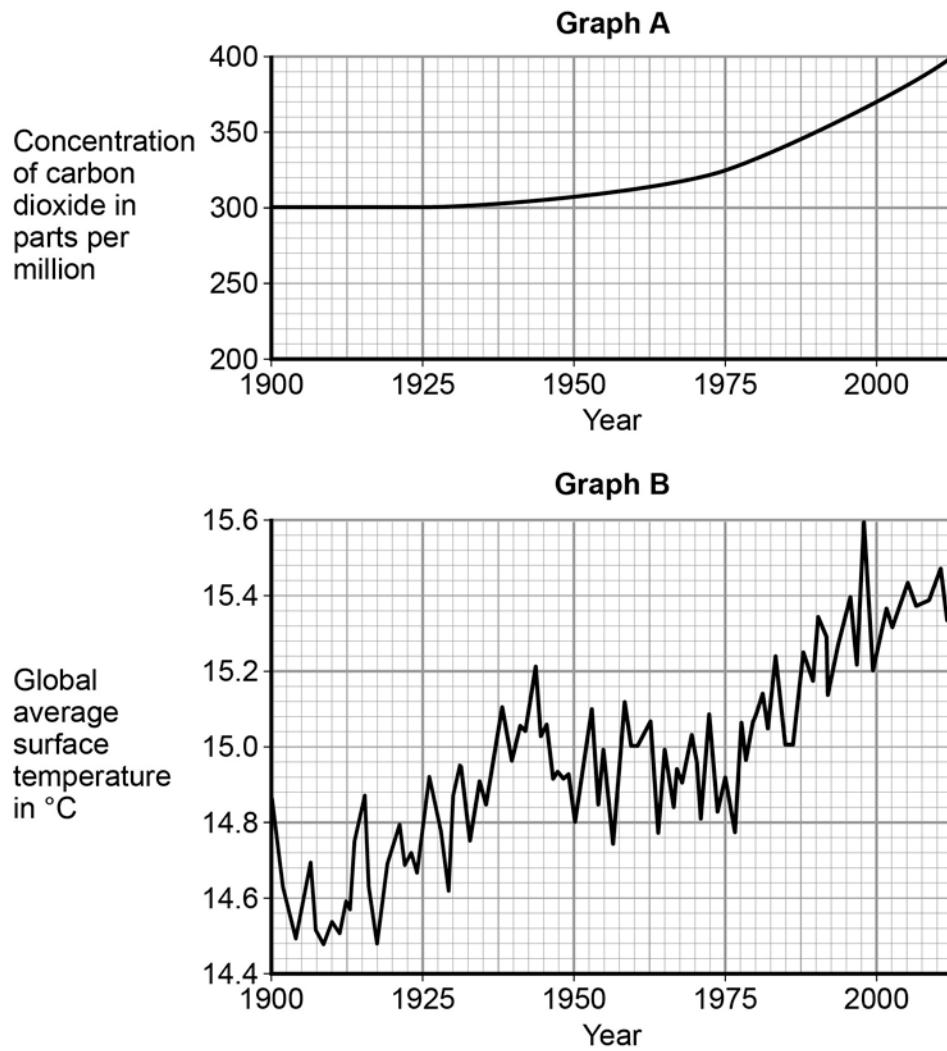 Graph A
400
350
300
250
200
Concentration
of carbon
dioxide in
parts per
million
1900 1925 1950 1975 2000
Year
Graph B
15.6
15.4
15.2
15.0
14.8
14.6
14.4
Global
average
surface
temperature
in °C
1900 1925 1950 1975 2000
Year